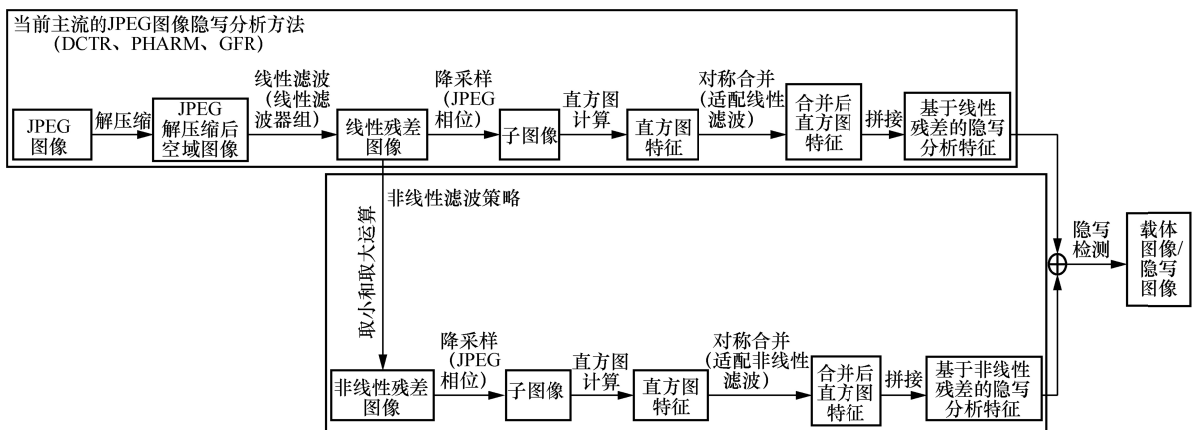 当前主流的JPEG图像隐写分析方法
(DCTR、PHARM、GFR)
JPEG
图像
解压缩
JPEG
解压缩后
空域图像
线性滤波
(线性滤
波器组)
线性残差
图像
降采样
(JPEG
相位)
子图像
直方图
计算
直方图
特征
对称合并
(适配线性
滤波)
合并后
直方图
特征
拼接
基于线性
残差的隐写
分析特征
非线性滤波策略
取小和取大运算
非线性残差
图像
降采样
(JPEG
相位)
子图像
直方图
计算
直方图
特征
对称合并
(适配非线性
滤波)
合并后
直方图
特征
拼接
基于非线性
残差的隐写
分析特征
隐写
检测
载体
图像/
隐写
图像